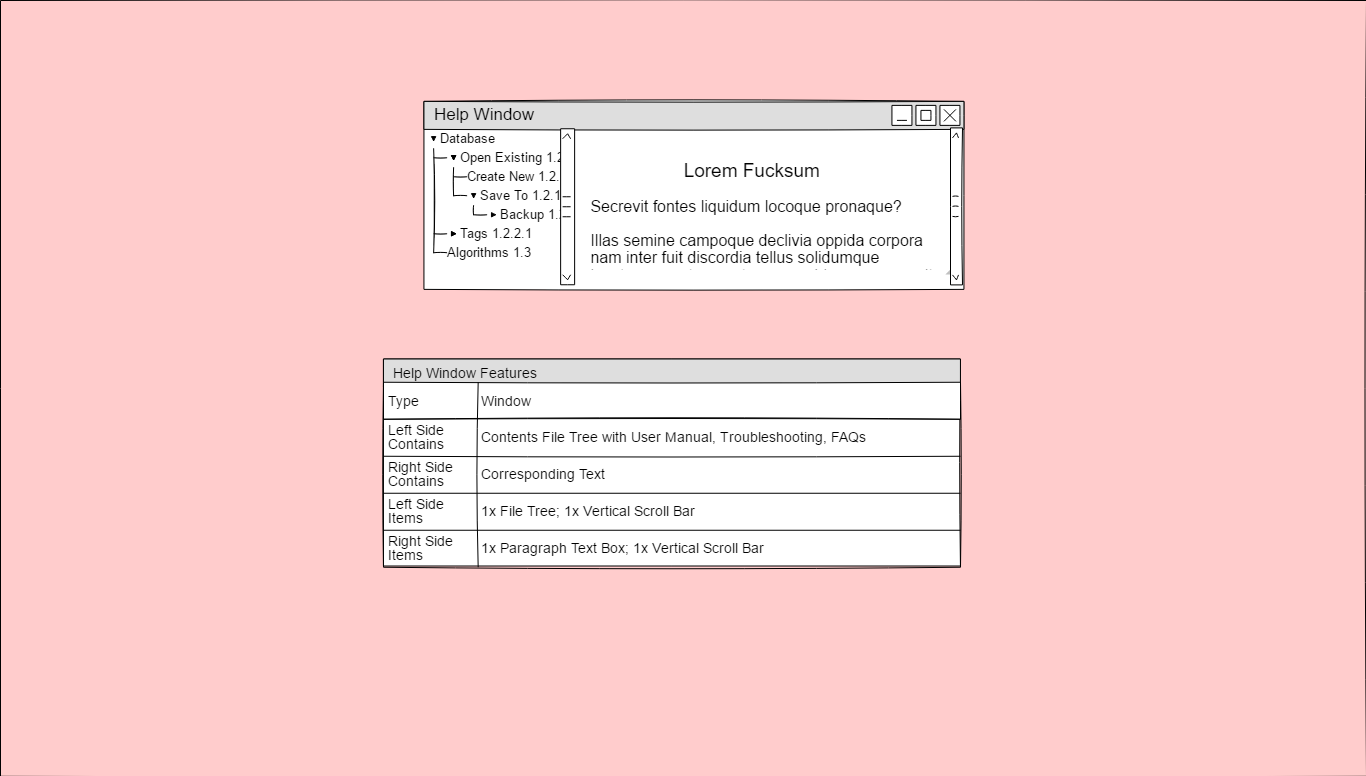 Help Window
Database
Open Existing 1.2
Create New 1.2.
Save To 1.2.1
Backup 1.
Tags 1.2.2.1
Algorithms 1.3
Lorem Fucksum
Secrevit fontes liquidum locoque pronaque?
Illas semine campoque declivia oppida corpora
nam inter fuit discordia tellus solidumque
Help Window Features
Type
Window
Left Side
Contains
Contents File Tree with User Manual, Troubleshooting, FAQs
Right Side
Contains
Corresponding Text
Left Side
Items
1x File Tree; 1x Vertical Scroll Bar
Right Side
Items
1x Paragraph Text Box; 1x Vertical Scroll Bar